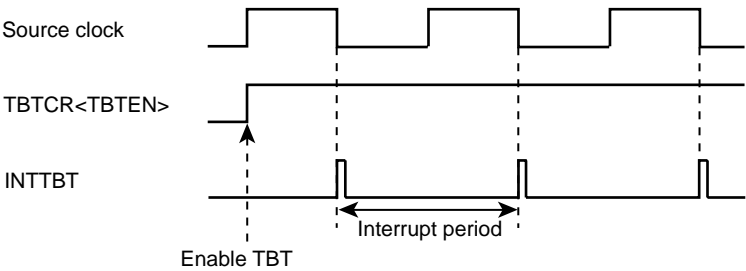 Source clock
TBTCR<TBTEN>
INTTBT
Interrupt period
Enable TBT